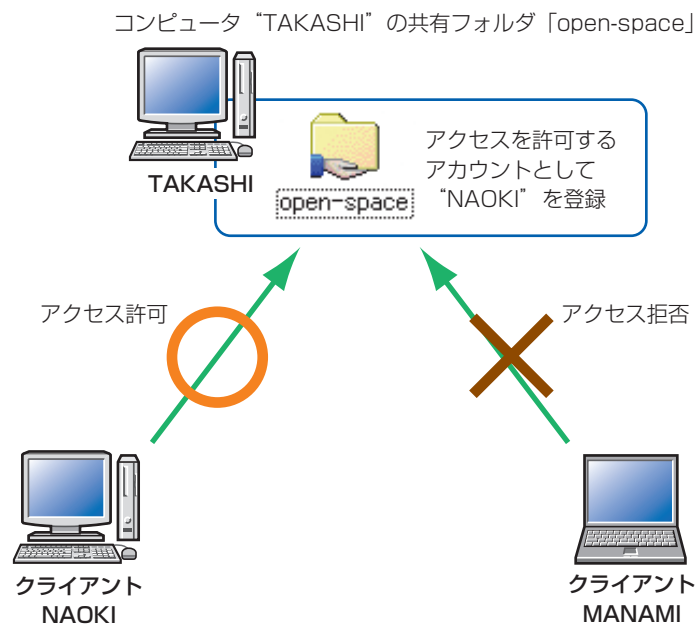 コンピュータ“TAKASHI”の共有フォルダ「open-space」
TAKASHI
open-space
アクセスを許可する
アカウントとして
“NAOKI”を登録
アクセス許可
アクセス拒否
クライアント
NAOKI
クライアント
MANAMI